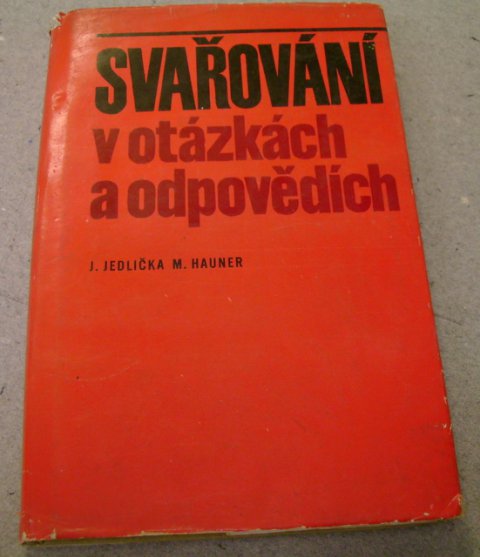 SVAŘOVÁNÍ
v otázkách
a odpovědích
J. JEDLIČKA M. HAUNER